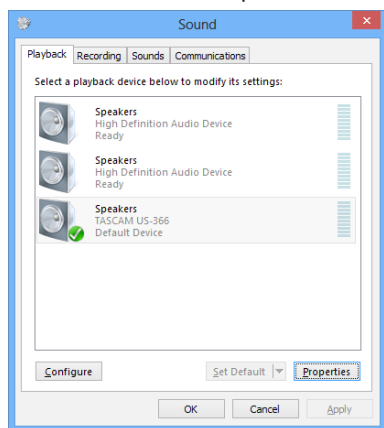 Sound
Playback Recording Sounds Communications
Select a playback device below to modify its settings:
Speakers
High Definition Audio Device
Ready
Speakers
High Definition Audio Device
Ready
Speakers
TASCAM US-366
Default Device
Configure Set Default Properties
OK Cancel Apply